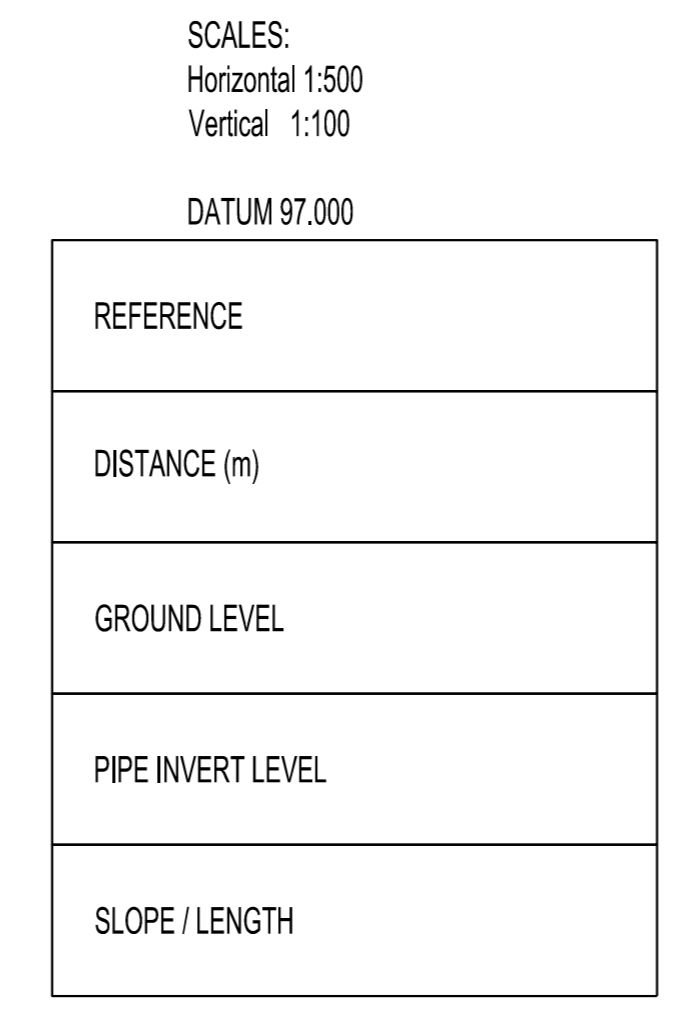 SCALES:
Horizontal 1:500
Vertical 1:100
DATUM 97.000
REFERENCE
DISTANCE (m)
GROUND LEVEL
PIPE INVERT LEVEL
SLOPE / LENGTH